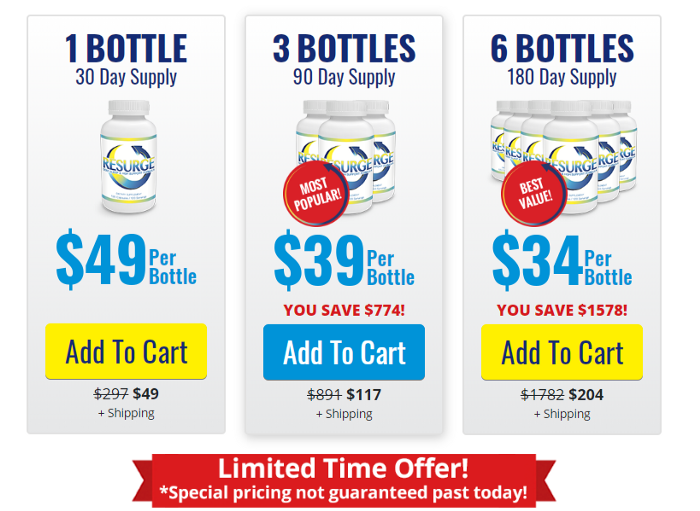 1 BOTTLE
30 Day Supply
RESURGE
$49 Per Bottle
Add To Cart
$297 $49
+ Shipping
3 BOTTLES
90 Day Supply
MOST
POPULAR!
$39 Per Bottle
YOU SAVE $774!
Add To Cart
$891 $117
+ Shipping
6 BOTTLES
180 Day Supply
BEST
VALUE!
$34 Per Bottle
YOU SAVE $1578!
Add To Cart
$1782 $204
+ Shipping
Limited Time Offer!
*Special pricing not guaranteed past today!